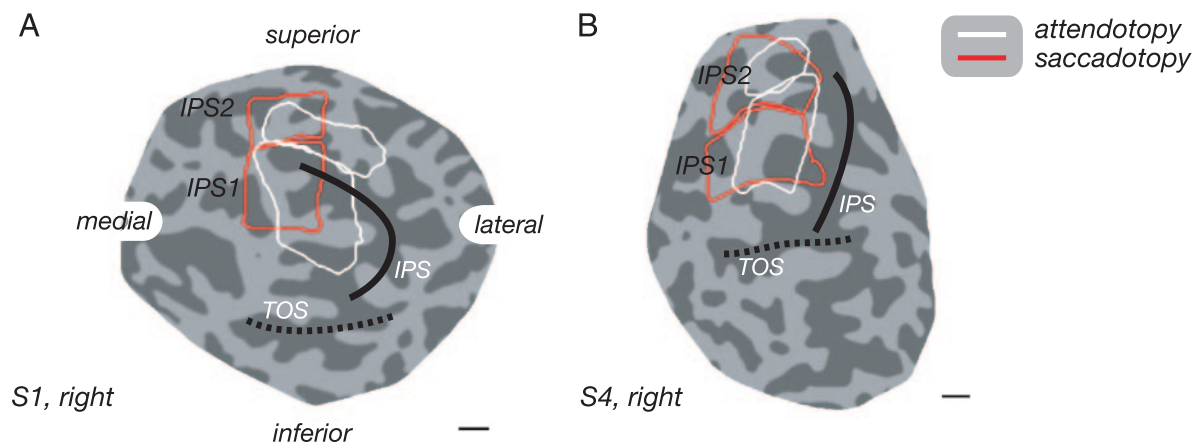 A
superior
IPS2
IPS1
medial
lateral
IPS
TOS
S1, right
inferior
B
IPS2
IPS1
IPS
TOS
S4, right
attendotopy
saccadotopy